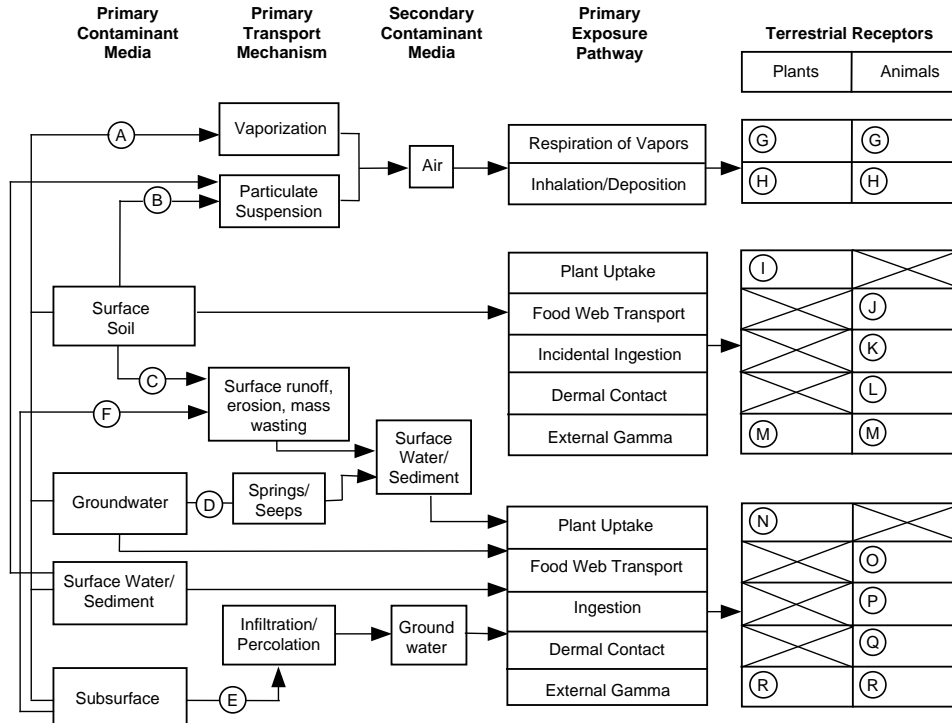 Primary
Contaminant
Media
Primary
Transport
Mechanism
Secondary
Contaminant
Media
Primary
Exposure
Pathway
Terrestrial Receptors
Plants
Animals
A
Vaporization
B
Particulate
Suspension
Air
Respiration of Vapors
Inhalation/Deposition
G
G
H
H
Surface
Soil
Plant Uptake
Food Web Transport
Incidental Ingestion
Dermal Contact
External Gamma
I
J
K
L
M
M
C
F
Surface runoff,
erosion, mass
wasting
Surface
Water/
Sediment
Groundwater
D
Springs/
Seeps
Surface Water/
Sediment
Infiltration/
Percolation
Ground
water
Subsurface
E
Plant Uptake
Food Web Transport
Ingestion
Dermal Contact
External Gamma
N
O
P
Q
R
R